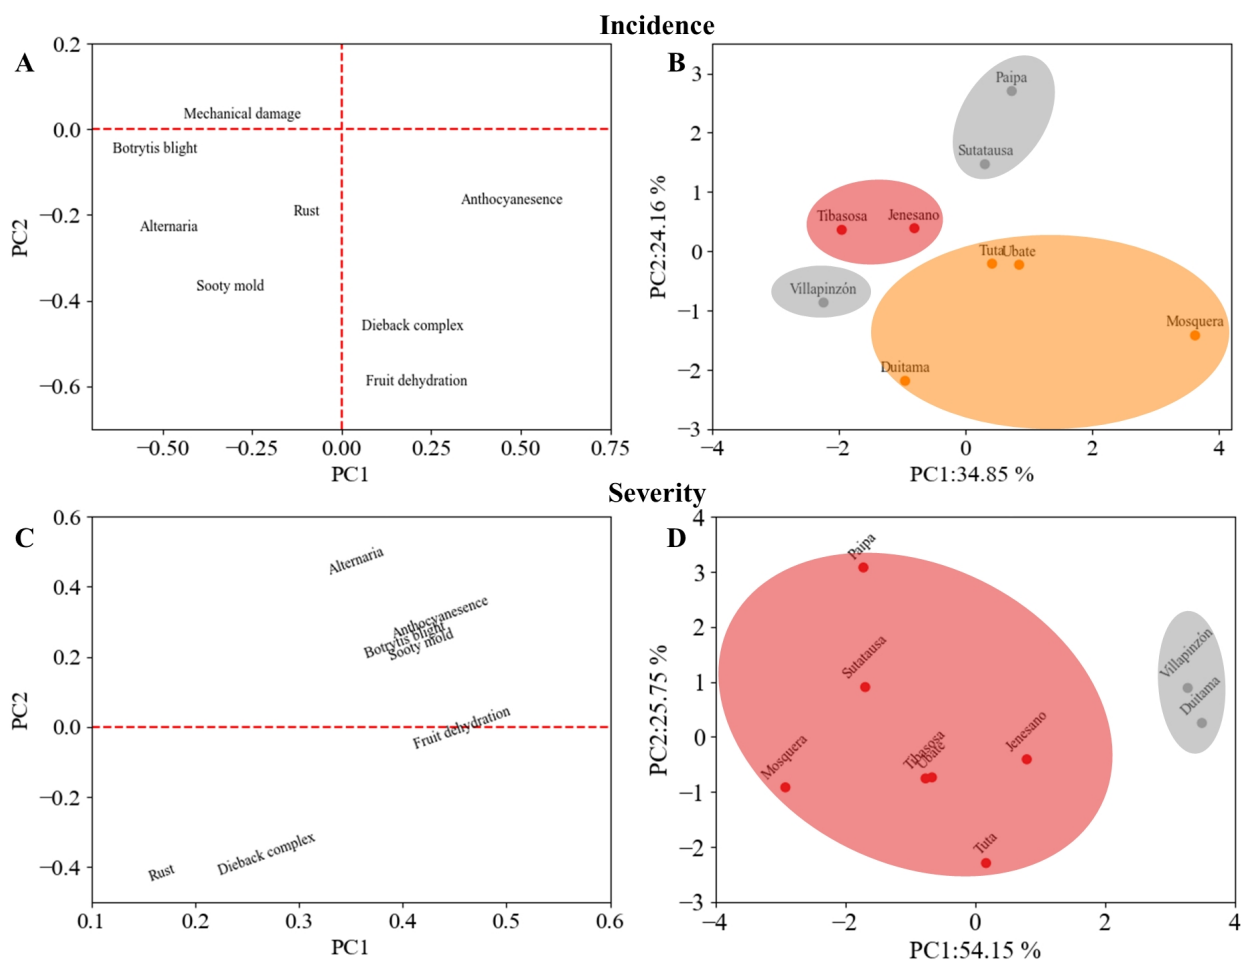 Incidence
A
0.2
0.0
−0.2
−0.4
−0.6
PC2
Mechanical damage
Botrytis blight
Rust
Anthocyanesence
Alternaria
Sooty mold
Dieback complex
Fruit dehydration
−0.50
−0.25
0.00
0.25
0.50
0.75
PC1
B
3
2
1
0
−1
−2
−3
PC2:24.16 %
Paipa
Sutatausa
Tibasosa
Jenesano
Tuta
Ubate
Villapinzón
Mosquera
Duitama
−4
−2
0
2
4
PC1:34.85 %
Severity
C
0.6
0.4
0.2
0.0
−0.2
−0.4
PC2
Alternaria
Anthocyanesence
Botrytis blight
Sooty mold
Fruit dehydration
Dieback complex
Rust
0.1
0.2
0.3
0.4
0.5
0.6
PC1
D
4
3
2
1
0
−1
−2
−3
PC2:25.75 %
Paipa
Sutatausa
Villapinzón
Duitama
Mosquera
Tibasosa
Ubate
Jenesano
Tuta
−4
−2
0
2
4
PC1:54.15 %